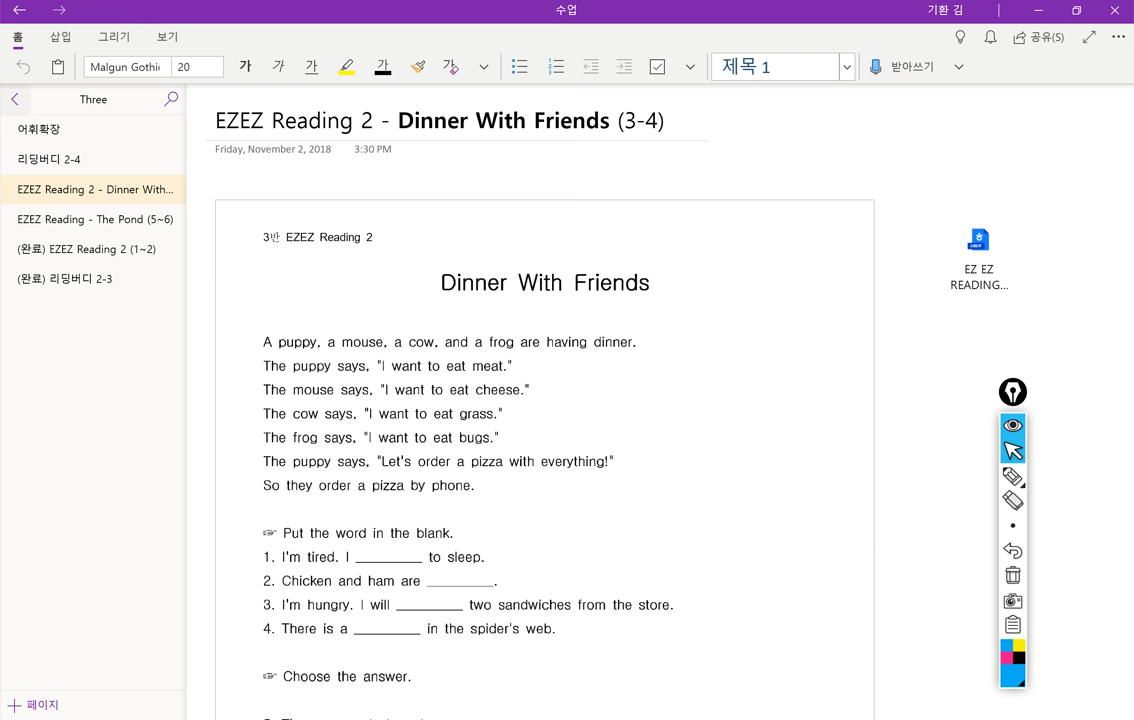 수업
기환 김
홈 삽입 그리기 보기
공유(S)
Malgun Gothic 20 가 가 가 가 가 제목 1 받아쓰기
Three
어휘확장
리딩버디 2-4
EZEZ Reading 2 - Dinner With...
EZEZ Reading - The Pond (5~6)
(완료) EZEZ Reading 2 (1~2)
(완료) 리딩버디 2-3
페이지
EZEZ Reading 2 - Dinner With Friends (3-4)
Friday, November 2, 2018 3:30 PM
3반 EZEZ Reading 2
Dinner With Friends
A puppy, a mouse, a cow, and a frog are having dinner.
The puppy says, "I want to eat meat."
The mouse says, "I want to eat cheese."
The cow says, "I want to eat grass."
The frog says, "I want to eat bugs."
The puppy says, "Let's order a pizza with everything!"
So they order a pizza by phone.
☞ Put the word in the blank.
1. I'm tired. I _________ to sleep.
2. Chicken and ham are _________.
3. I'm hungry. I will _________ two sandwiches from the store.
4. There is a _________ in the spider's web.
☞ Choose the answer.
EZ EZ
READING...